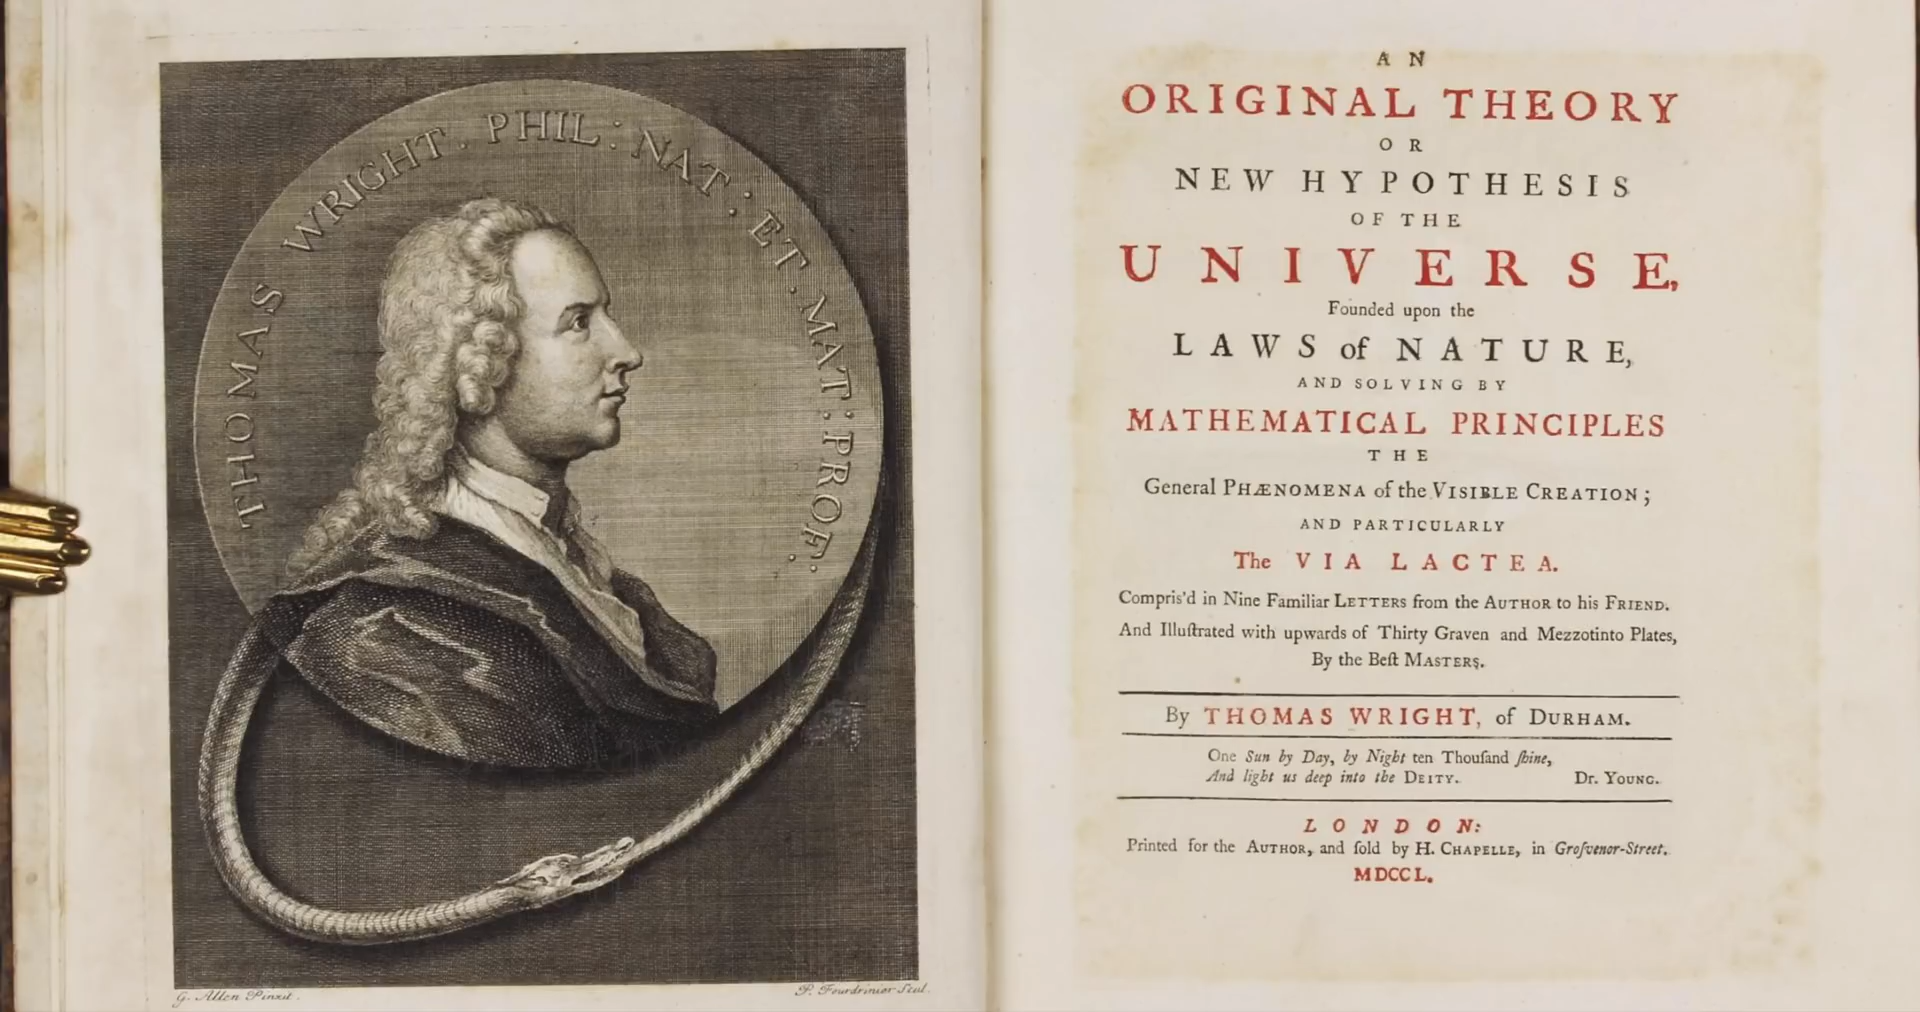 THOMAS WRIGHT. PHIL: NAT: ET. MAT: PROF:
G. Allen Pinxit.
P. Fourdrinier Scul.
AN
ORIGINAL THEORY
OR
NEW HYPOTHESIS
OF THE
UNIVERSE,
Founded upon the
LAWS of NATURE,
AND SOLVING BY
MATHEMATICAL PRINCIPLES
THE
General PHÆNOMENA of the VISIBLE CREATION;
AND PARTICULARLY
The VIA LACTEA.
Compris'd in Nine Familiar LETTERS from the AUTHOR to his FRIEND.
And Illuſtrated with upwards of Thirty Graven and Mezzotinto Plates,
By the Beſt MASTERS.
By THOMAS WRIGHT, of DURHAM.
One Sun by Day, by Night ten Thouſand ſhine,
And light us deep into the DEITY. Dr. YOUNG.
LONDON:
Printed for the AUTHOR, and ſold by H. CHAPELLE, in Groſvenor-Street.
MDCCL.